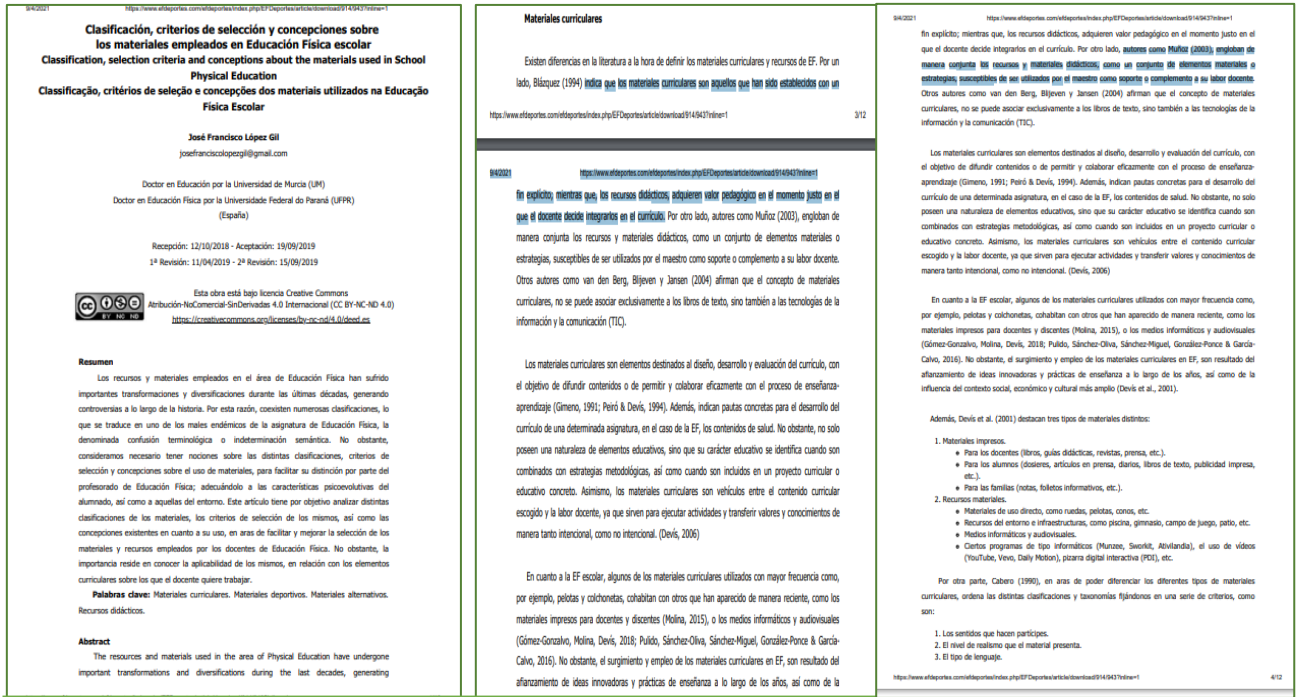 9/4/2021 https://www.efdeportes.com/efdeportes/index.php/EFDeportes/article/download/914/943?inline=1
Clasificación, criterios de selección y concepciones sobre
los materiales empleados en Educación Física escolar
Classification, selection criteria and conceptions about the materials used in School
Physical Education
Classificação, critérios de seleção e concepções dos materiais utilizados na Educação
Física Escolar
José Francisco López Gil
josefranciscolopezgil@gmail.com
Doctor en Educación por la Universidad de Murcia (UM)
Doctor en Educación Física por la Universidade Federal do Paraná (UFPR)
(España)
Recepción: 12/10/2018 - Aceptación: 19/09/2019
1ª Revisión: 11/04/2019 - 2ª Revisión: 15/09/2019
cc BY NC ND
Esta obra está bajo licencia Creative Commons
Atribución-NoComercial-SinDerivadas 4.0 Internacional (CC BY-NC-ND 4.0)
https://creativecommons.org/licenses/by-nc-nd/4.0/deed.es
Resumen
Los recursos y materiales empleados en el área de Educación Física han sufrido
importantes transformaciones y diversificaciones durante las últimas décadas, generando
controversias a lo largo de la historia. Por esta razón, coexisten numerosas clasificaciones, lo
que se traduce en uno de los males endémicos de la asignatura de Educación Física, la
denominada confusión terminológica o indeterminación semántica. No obstante,
consideramos necesario tener nociones sobre las distintas clasificaciones, criterios de
selección y concepciones sobre el uso de materiales, para facilitar su distinción por parte del
profesorado de Educación Física; adecuándolo a las características psicoevolutivas del
alumnado, así como a aquellas del entorno. Este artículo tiene por objetivo analizar distintas
clasificaciones de los materiales, los criterios de selección de los mismos, así como las
concepciones existentes en cuanto a su uso, en aras de facilitar y mejorar la selección de los
materiales y recursos empleados por los docentes de Educación Física. No obstante, la
importancia reside en conocer la aplicabilidad de los mismos, en relación con los elementos
curriculares sobre los que el docente quiere trabajar.
Palabras clave: Materiales curriculares. Materiales deportivos. Materiales alternativos.
Recursos didácticos.
Abstract
The resources and materials used in the area of Physical Education have undergone
important transformations and diversifications during the last decades, generating
Materiales curriculares
Existen diferencias en la literatura a la hora de definir los materiales curriculares y recursos de EF. Por un
lado, Blázquez (1994) indica que los materiales curriculares son aquellos que han sido establecidos con un
https://www.efdeportes.com/efdeportes/index.php/EFDeportes/article/download/914/943?inline=1 3/12
9/4/2021 https://www.efdeportes.com/efdeportes/index.php/EFDeportes/article/download/914/943?inline=1
fin explícito; mientras que, los recursos didácticos, adquieren valor pedagógico en el momento justo en el
que el docente decide integrarlos en el currículo. Por otro lado, autores como Muñoz (2003), engloban de
manera conjunta los recursos y materiales didácticos, como un conjunto de elementos materiales o
estrategias, susceptibles de ser utilizados por el maestro como soporte o complemento a su labor docente.
Otros autores como van den Berg, Blijeven y Jansen (2004) afirman que el concepto de materiales
curriculares, no se puede asociar exclusivamente a los libros de texto, sino también a las tecnologías de la
información y la comunicación (TIC).
Los materiales curriculares son elementos destinados al diseño, desarrollo y evaluación del currículo, con
el objetivo de difundir contenidos o de permitir y colaborar eficazmente con el proceso de enseñanza-
aprendizaje (Gimeno, 1991; Peiró & Devís, 1994). Además, indican pautas concretas para el desarrollo del
currículo de una determinada asignatura, en el caso de la EF, los contenidos de salud. No obstante, no solo
poseen una naturaleza de elementos educativos, sino que su carácter educativo se identifica cuando son
combinados con estrategias metodológicas, así como cuando son incluidos en un proyecto curricular o
educativo concreto. Asimismo, los materiales curriculares son vehículos entre el contenido curricular
escogido y la labor docente, ya que sirven para ejecutar actividades y transferir valores y conocimientos de
manera tanto intencional, como no intencional. (Devís, 2006)
En cuanto a la EF escolar, algunos de los materiales curriculares utilizados con mayor frecuencia como,
por ejemplo, pelotas y colchonetas, cohabitan con otros que han aparecido de manera reciente, como los
materiales impresos para docentes y discentes (Molina, 2015), o los medios informáticos y audiovisuales
(Gómez-Gonzalvo, Molina, Devís, 2018; Pulido, Sánchez-Oliva, Sánchez-Miguel, González-Ponce & García-
Calvo, 2016). No obstante, el surgimiento y empleo de los materiales curriculares en EF, son resultado del
afianzamiento de ideas innovadoras y prácticas de enseñanza a lo largo de los años, así como de la
9/4/2021 https://www.efdeportes.com/efdeportes/index.php/EFDeportes/article/download/914/943?inline=1
fin explícito; mientras que, los recursos didácticos, adquieren valor pedagógico en el momento justo en el
que el docente decide integrarlos en el currículo. Por otro lado, autores como Muñoz (2003), engloban de
manera conjunta los recursos y materiales didácticos, como un conjunto de elementos materiales o
estrategias, susceptibles de ser utilizados por el maestro como soporte o complemento a su labor docente.
Otros autores como van den Berg, Blijeven y Jansen (2004) afirman que el concepto de materiales
curriculares, no se puede asociar exclusivamente a los libros de texto, sino también a las tecnologías de la
información y la comunicación (TIC).
Los materiales curriculares son elementos destinados al diseño, desarrollo y evaluación del currículo, con
el objetivo de difundir contenidos o de permitir y colaborar eficazmente con el proceso de enseñanza-
aprendizaje (Gimeno, 1991; Peiró & Devís, 1994). Además, indican pautas concretas para el desarrollo del
currículo de una determinada asignatura, en el caso de la EF, los contenidos de salud. No obstante, no solo
poseen una naturaleza de elementos educativos, sino que su carácter educativo se identifica cuando son
combinados con estrategias metodológicas, así como cuando son incluidos en un proyecto curricular o
educativo concreto. Asimismo, los materiales curriculares son vehículos entre el contenido curricular
escogido y la labor docente, ya que sirven para ejecutar actividades y transferir valores y conocimientos de
manera tanto intencional, como no intencional. (Devís, 2006)
En cuanto a la EF escolar, algunos de los materiales curriculares utilizados con mayor frecuencia como,
por ejemplo, pelotas y colchonetas, cohabitan con otros que han aparecido de manera reciente, como los
materiales impresos para docentes y discentes (Molina, 2015), o los medios informáticos y audiovisuales
(Gómez-Gonzalvo, Molina, Devís, 2018; Pulido, Sánchez-Oliva, Sánchez-Miguel, González-Ponce & García-
Calvo, 2016). No obstante, el surgimiento y empleo de los materiales curriculares en EF, son resultado del
afianzamiento de ideas innovadoras y prácticas de enseñanza a lo largo de los años, así como de la
influencia del contexto social, económico y cultural más amplio (Devís et al., 2001).
Además, Devís et al. (2001) destacan tres tipos de materiales distintos:
1. Materiales impresos.
● Para los docentes (libros, guías didácticas, revistas, prensa, etc.).
● Para los alumnos (dosieres, artículos en prensa, diarios, libros de texto, publicidad impresa,
etc.).
● Para las familias (notas, folletos informativos, etc.).
2. Recursos materiales.
● Materiales de uso directo, como ruedas, pelotas, conos, etc.
● Recursos del entorno e infraestructuras, como piscina, gimnasio, campo de juego, patio, etc.
● Medios informáticos y audiovisuales.
● Ciertos programas de tipo informáticos (Munzee, Sworkit, Ativilandia), el uso de vídeos
(YouTube, Vevo, Daily Motion), pizarra digital interactiva (PDI), etc.
Por otra parte, Cabero (1990), en aras de poder diferenciar los diferentes tipos de materiales
curriculares, ordena las distintas clasificaciones y taxonomías fijándonos en una serie de criterios, como
son:
1. Los sentidos que hacen partícipes.
2. El nivel de realismo que el material presenta.
3. El tipo de lenguaje.
https://www.efdeportes.com/efdeportes/index.php/EFDeportes/article/download/914/943?inline=1 4/12